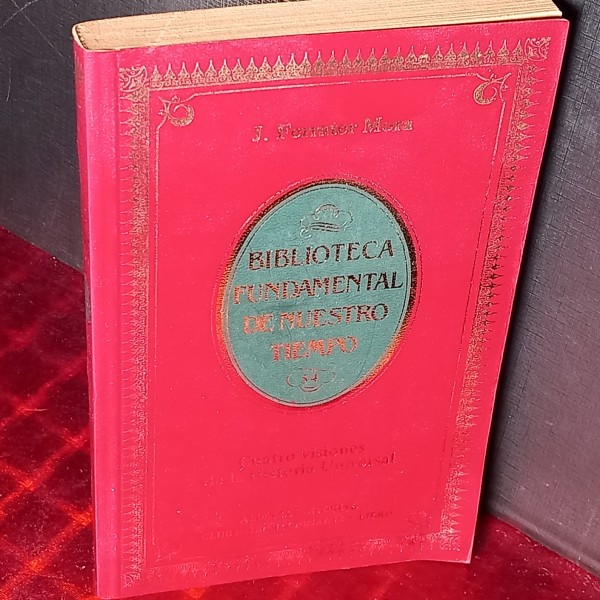 J. Ferrater Mora
BIBLIOTECA
FUNDAMENTAL
DE NUESTRO
TIEMPO
Cuatro visiones
de la Historia Universal